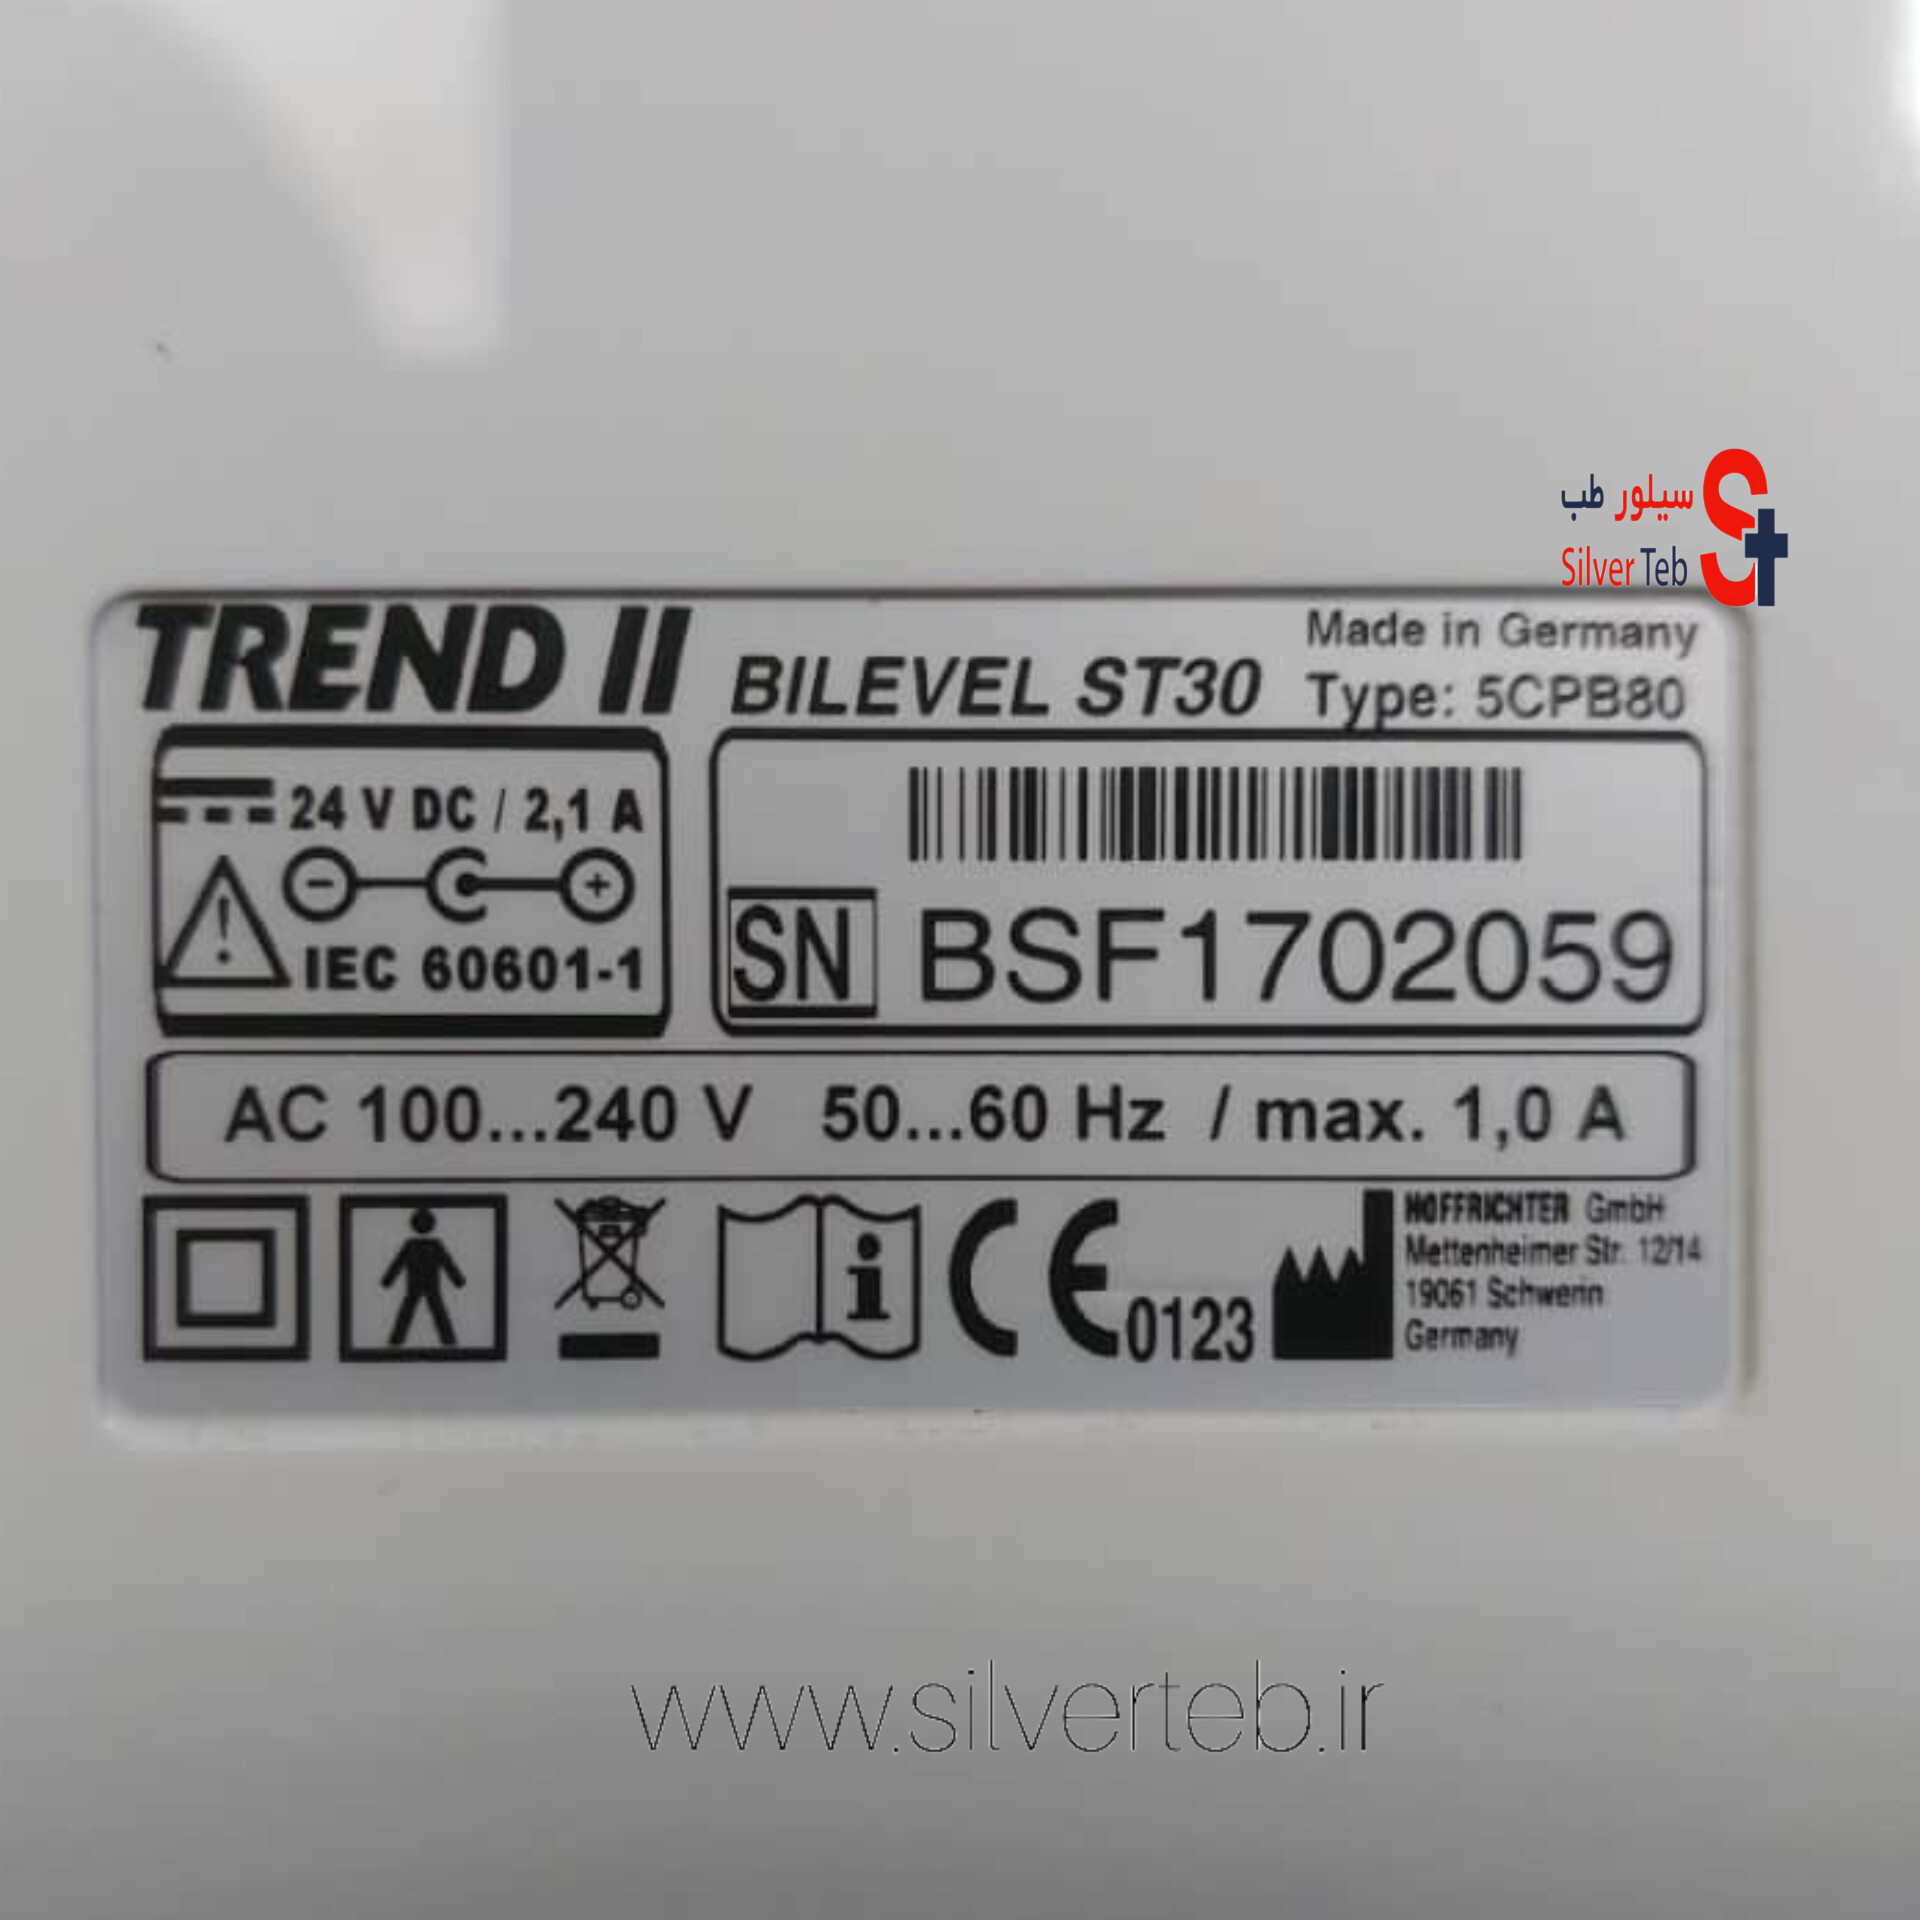 سیلور طب
Silver Teb
TREND II BILEVEL ST30
Made in Germany
Type: 5CPB80
24 V DC / 2,1 A
IEC 60601-1
SN BSF1702059
AC 100...240 V 50...60 Hz / max. 1,0 A
CE 0123
HOFFRICHTER GmbH
Mettenheimer Str. 12/14
19061 Schwerin
Germany
www.silverteb.ir